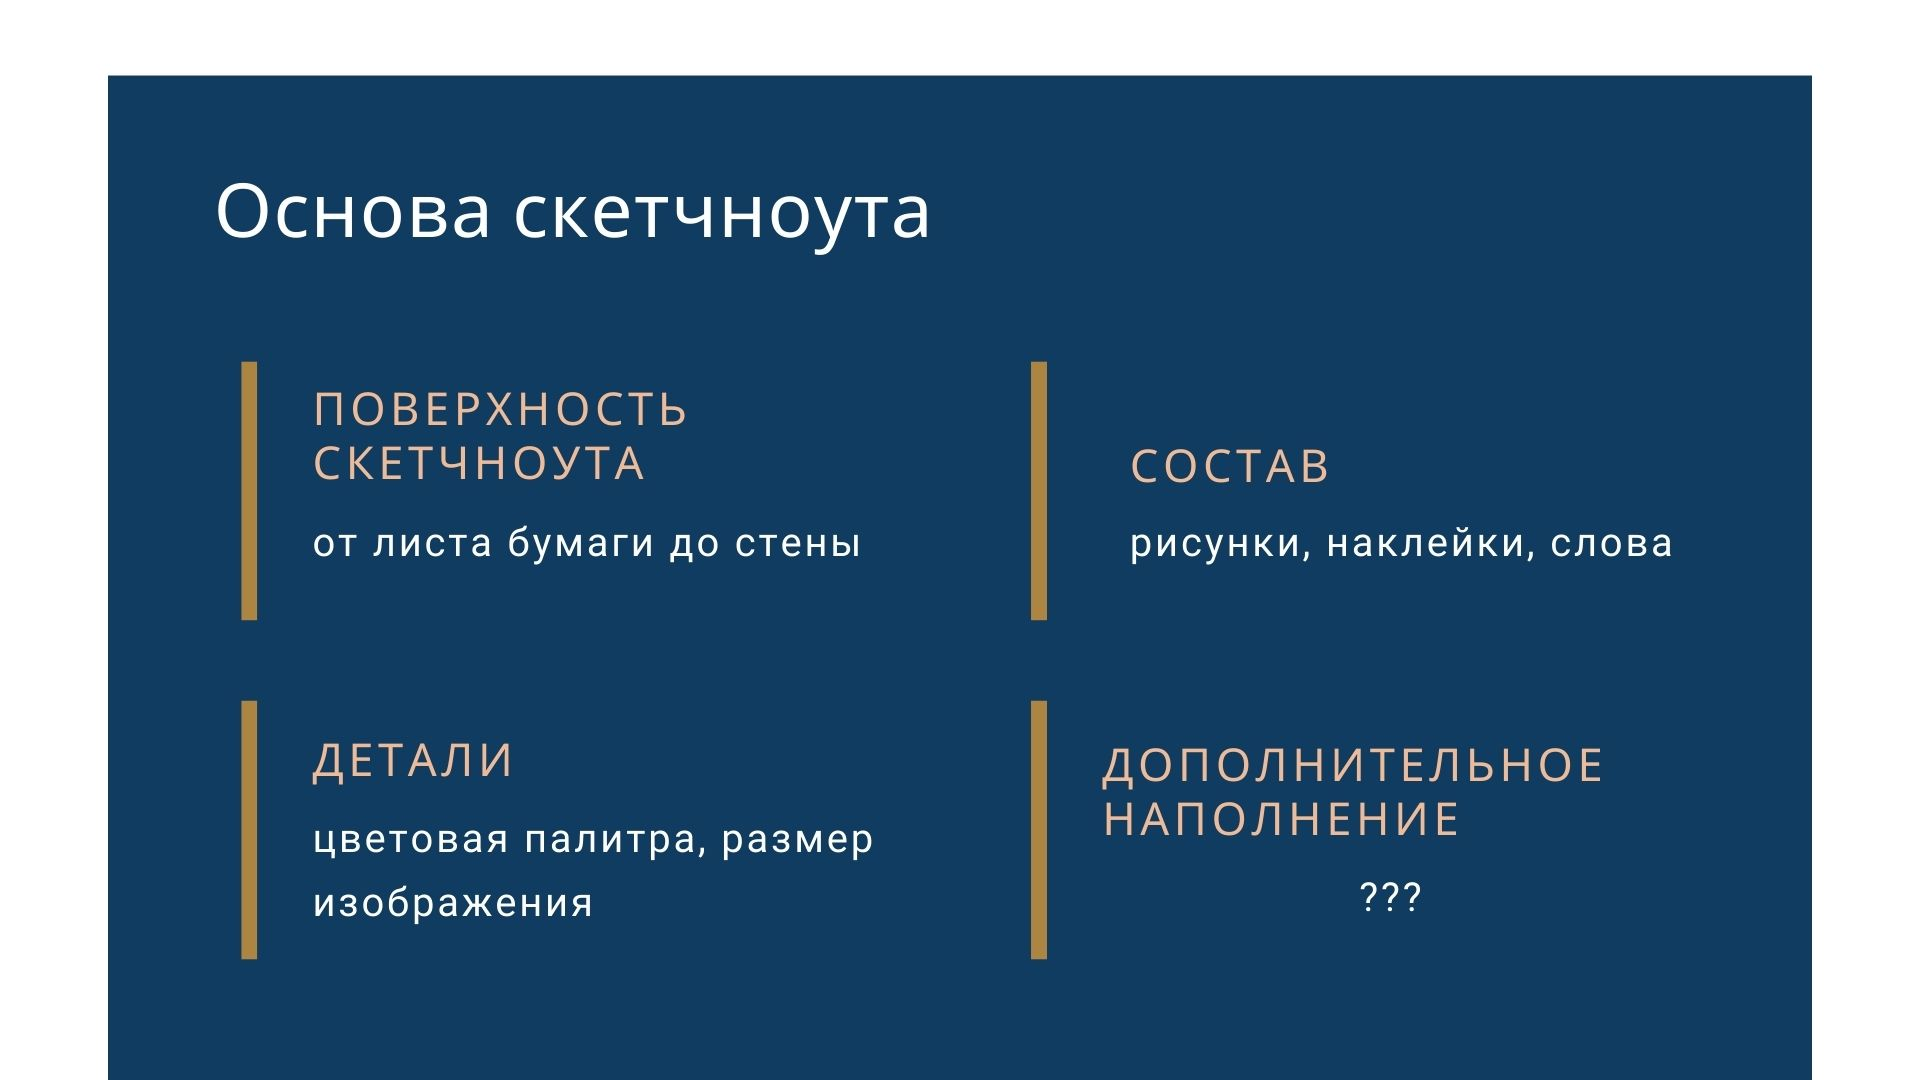 Основа скетчноута
ПОВЕРХНОСТЬ
СКЕТЧНОУТА
от листа бумаги до стены
СОСТАВ
рисунки, наклейки, слова
ДЕТАЛИ
цветовая палитра, размер
изображения
ДОПОЛНИТЕЛЬНОЕ
НАПОЛНЕНИЕ
???